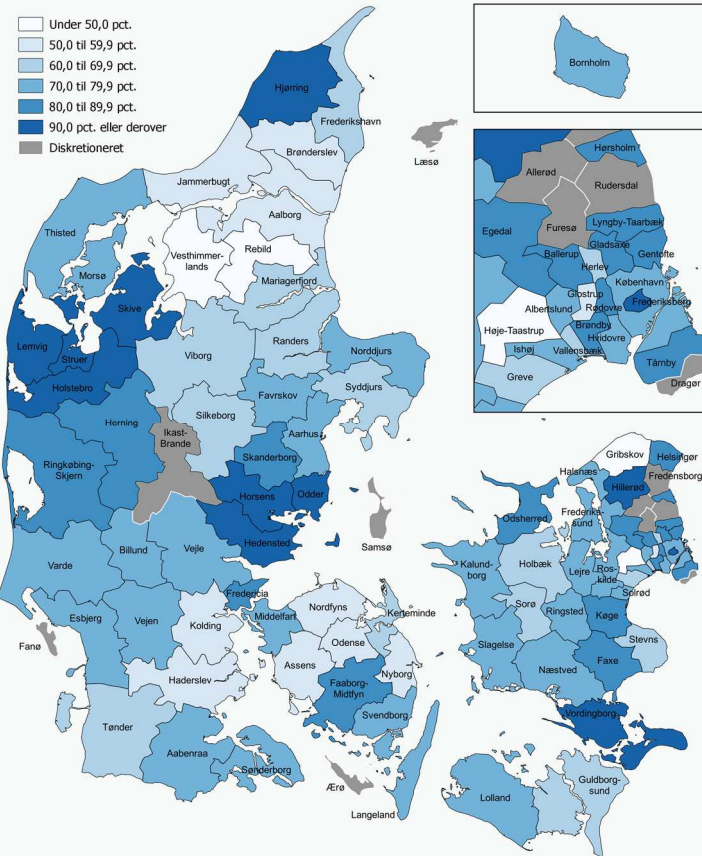 Under 50,0 pct.
50,0 til 59,9 pct.
60,0 til 69,9 pct.
70,0 til 79,9 pct.
80,0 til 89,9 pct.
90,0 pct. eller derover
Diskretioneret
Hjørring
Frederikshavn
Læsø
Brønderslev
Jammerbugt
Aalborg
Thisted
Vesthimmer-
lands
Rebild
Morsø
Mariagerfjord
Skive
Lemvig
Struer
Viborg
Randers
Norddjurs
Holstebro
Syddjurs
Favrskov
Silkeborg
Herning
Ikast-
Brande
Aarhus
Skanderborg
Ringkøbing-
Skjern
Horsens
Odder
Samsø
Hedensted
Billund
Vejle
Varde
Fredericia
Middelfart
Nordfyns
Kerteminde
Esbjerg
Vejen
Kolding
Odense
Fanø
Assens
Nyborg
Haderslev
Faaborg-
Midtfyn
Svendborg
Tønder
Aabenraa
Sønderborg
Ærø
Langeland
Bornholm
Hørsholm
Allerød
Rudersdal
Furesø
Egedal
Lyngby-Taarbæk
Gladsaxe
Gentofte
Ballerup
Herlev
København
Glostrup
Frederiksberg
Albertslund
Rødovre
Høje-Taastrup
Brøndby
Hvidovre
Ishøj
Vallensbæk
Tårnby
Greve
Dragør
Gribskov
Helsingør
Halsnæs
Fredensborg
Hillerød
Odsherred
Frederiks-
sund
Kalund-
borg
Holbæk
Lejre
Ros-
kilde
Solrød
Sorø
Ringsted
Køge
Stevns
Slagelse
Næstved
Faxe
Vordingborg
Lolland
Guldborg-
sund